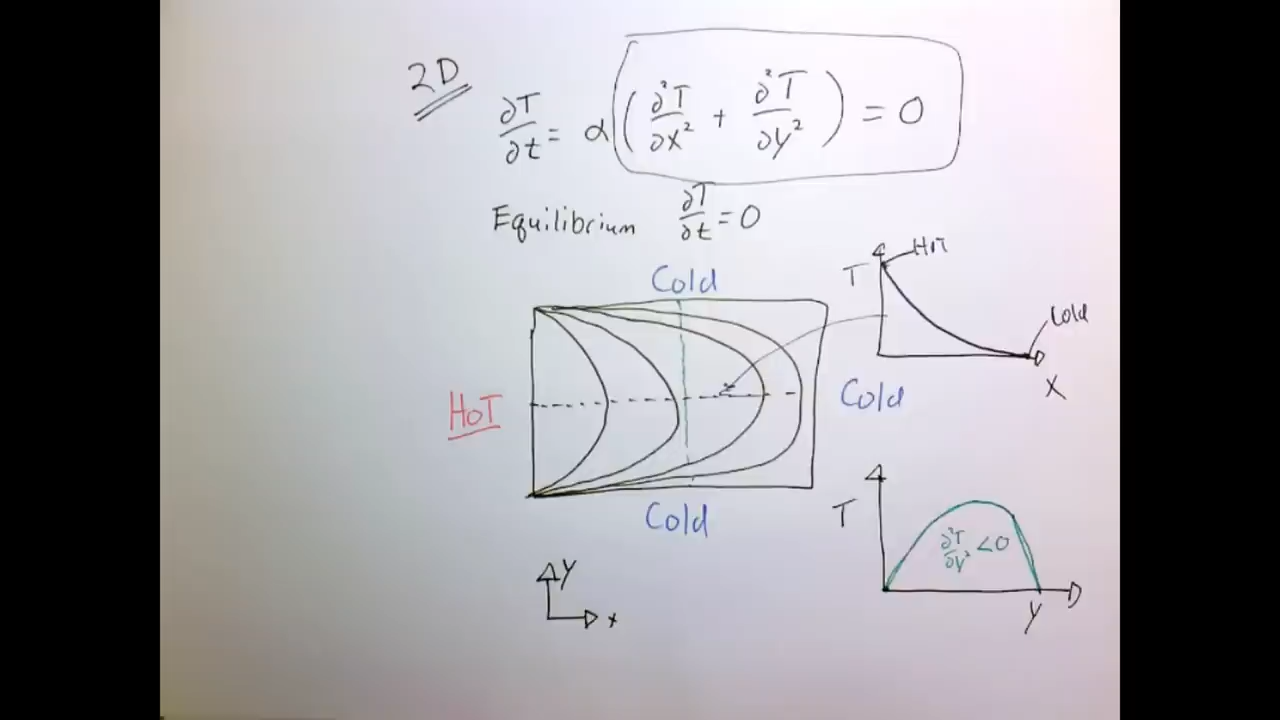 2D
∂T/∂t = α(∂²T/∂x² + ∂²T/∂y²) = 0
Equilibrium ∂T/∂t = 0
Cold
HOT
Cold
Cold
T
HOT
Cold
X
T
∂²T/∂y² <0
y
y
x